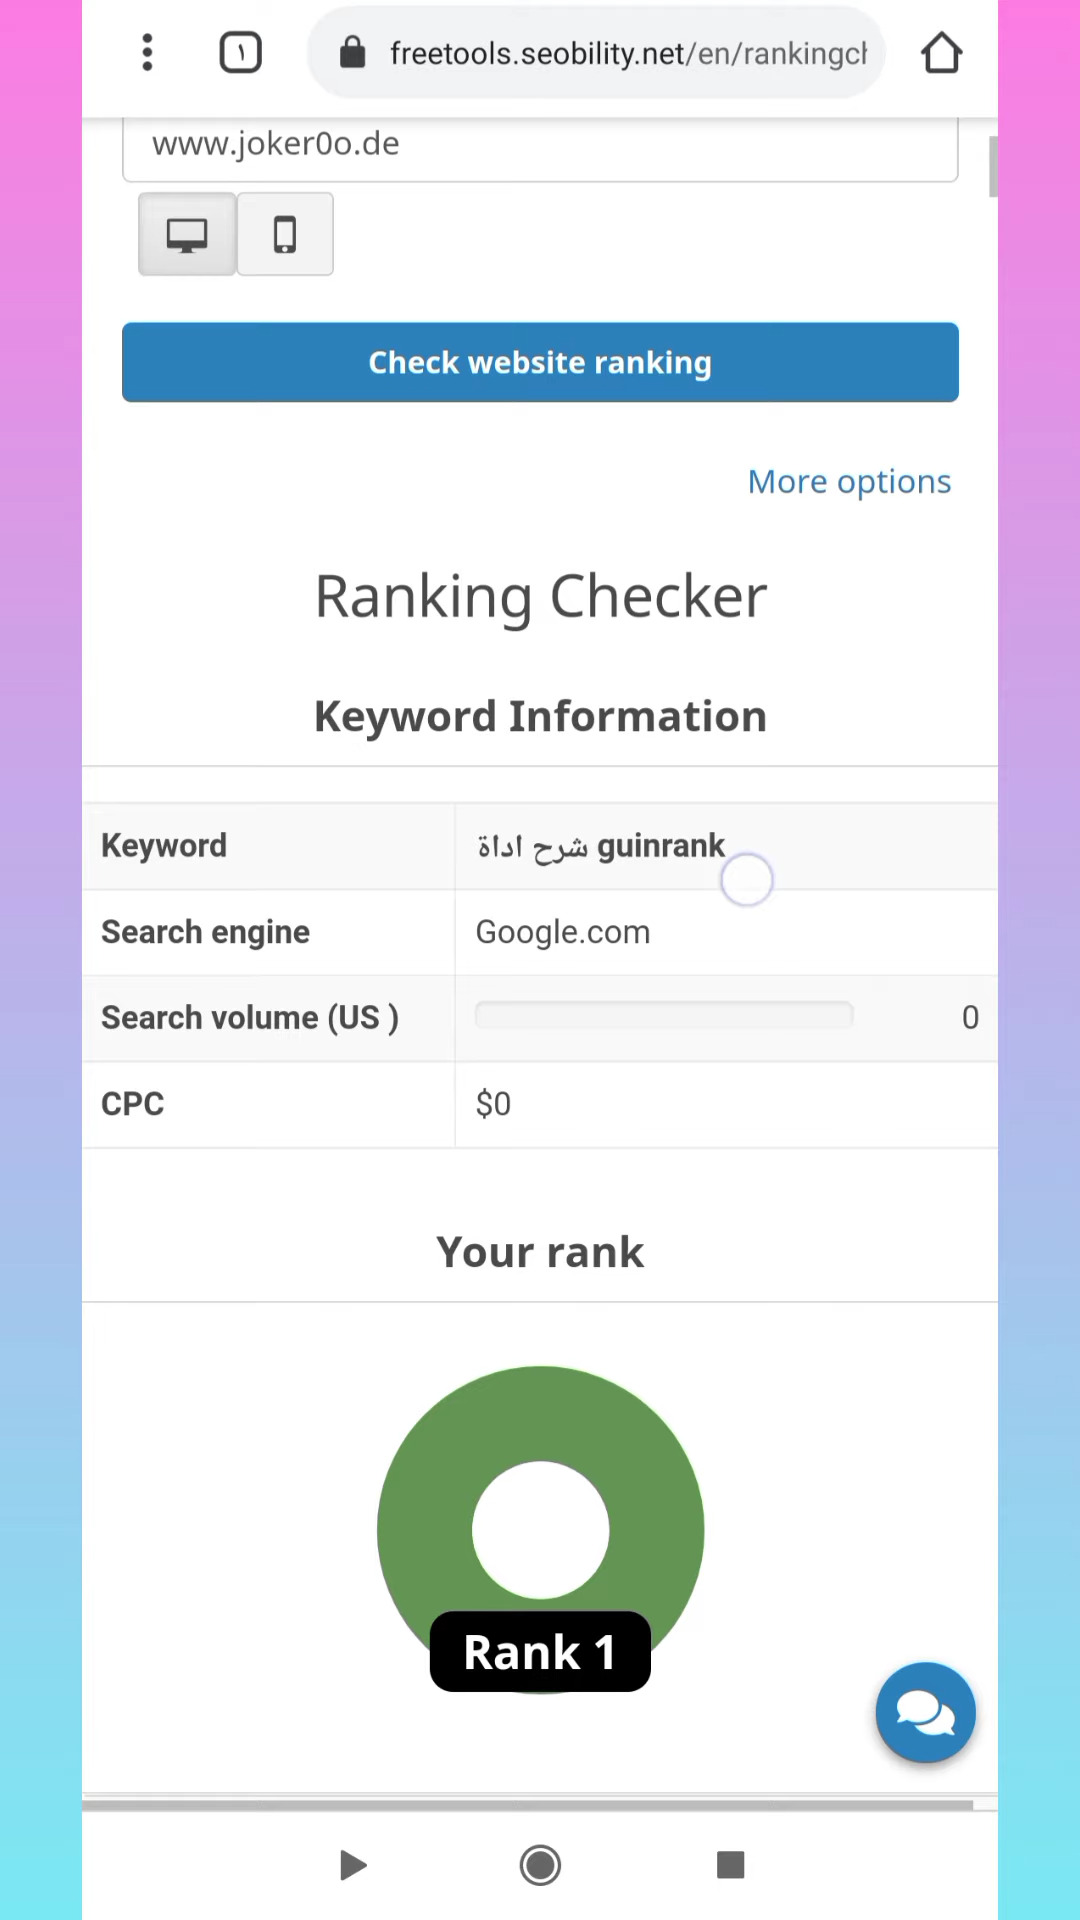 ١
freetools.seobility.net/en/rankingch
www.joker0o.de
Check website ranking
More options
Ranking Checker
Keyword Information
Keyword
شرح اداة guinrank
Search engine
Google.com
Search volume (US )
0
CPC
$0
Your rank
Rank 1